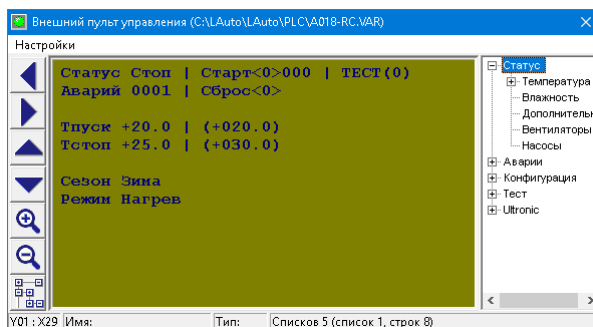 Внешний пульт управления (C:\LAuto\LAuto\PLC\A018-RC.VAR)
Настройки
Статус Стоп | Старт<0>000 | ТЕСТ(0)
Аварий 0001 | Сброс<0>
Тпуск +20.0 | (+020.0)
Тстоп +25.0 | (+030.0)
Сезон Зима
Режим Нагрев
Статус
Температура
Влажность
Дополнительн
Вентиляторы
Насосы
Аварии
Конфигурация
Тест
Ultronic
Y01 : X29 Имя: Тип: Списков 5 (список 1, строк 8)